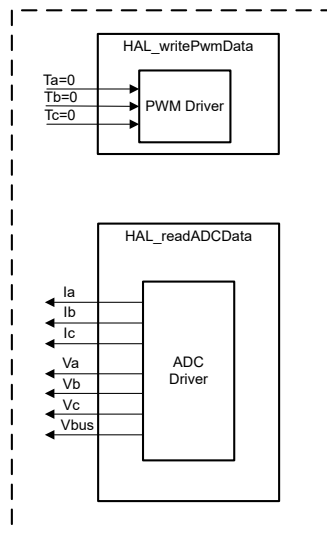 HAL_writePwmData
Ta=0
Tb=0
Tc=0
PWM Driver
HAL_readADCData
Ia
Ib
Ic
Va
Vb
Vc
Vbus
ADC
Driver